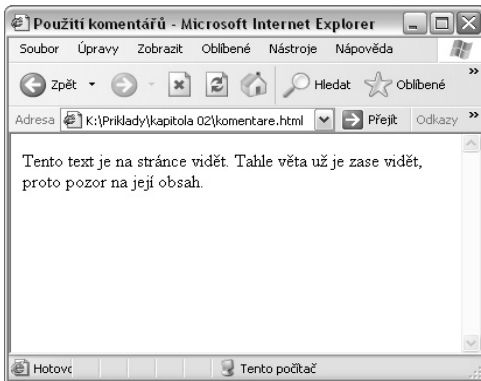 Použití komentářů - Microsoft Internet Explorer
Soubor Úpravy Zobrazit Oblíbené Nástroje Nápověda
Zpět Hledat Oblíbené »
Adresa K:\Priklady\kapitola 02\komentare.html Přejít Odkazy »
Tento text je na stránce vidět. Tahle věta už je zase vidět,
proto pozor na její obsah.
Hotovo Tento počítač